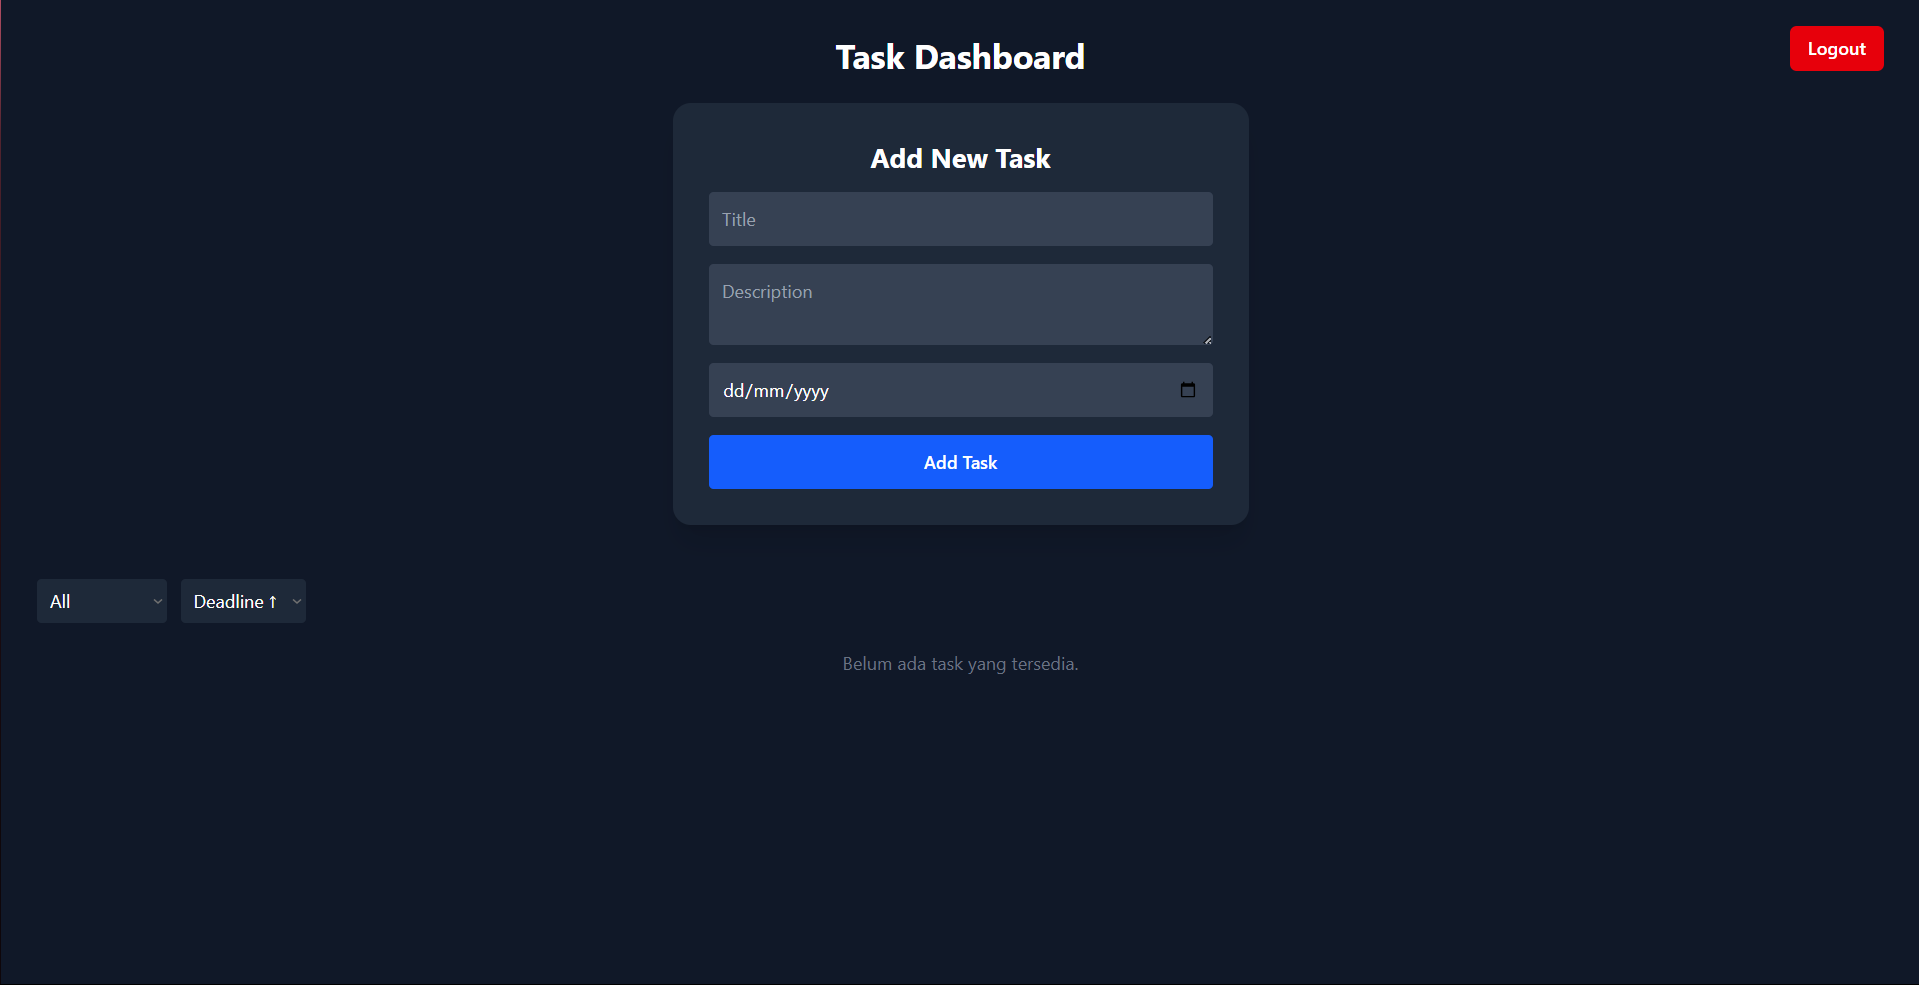 Task Dashboard
Logout
Add New Task
Title
Description
dd/mm/yyyy
Add Task
All
Deadline ↑
Belum ada task yang tersedia.